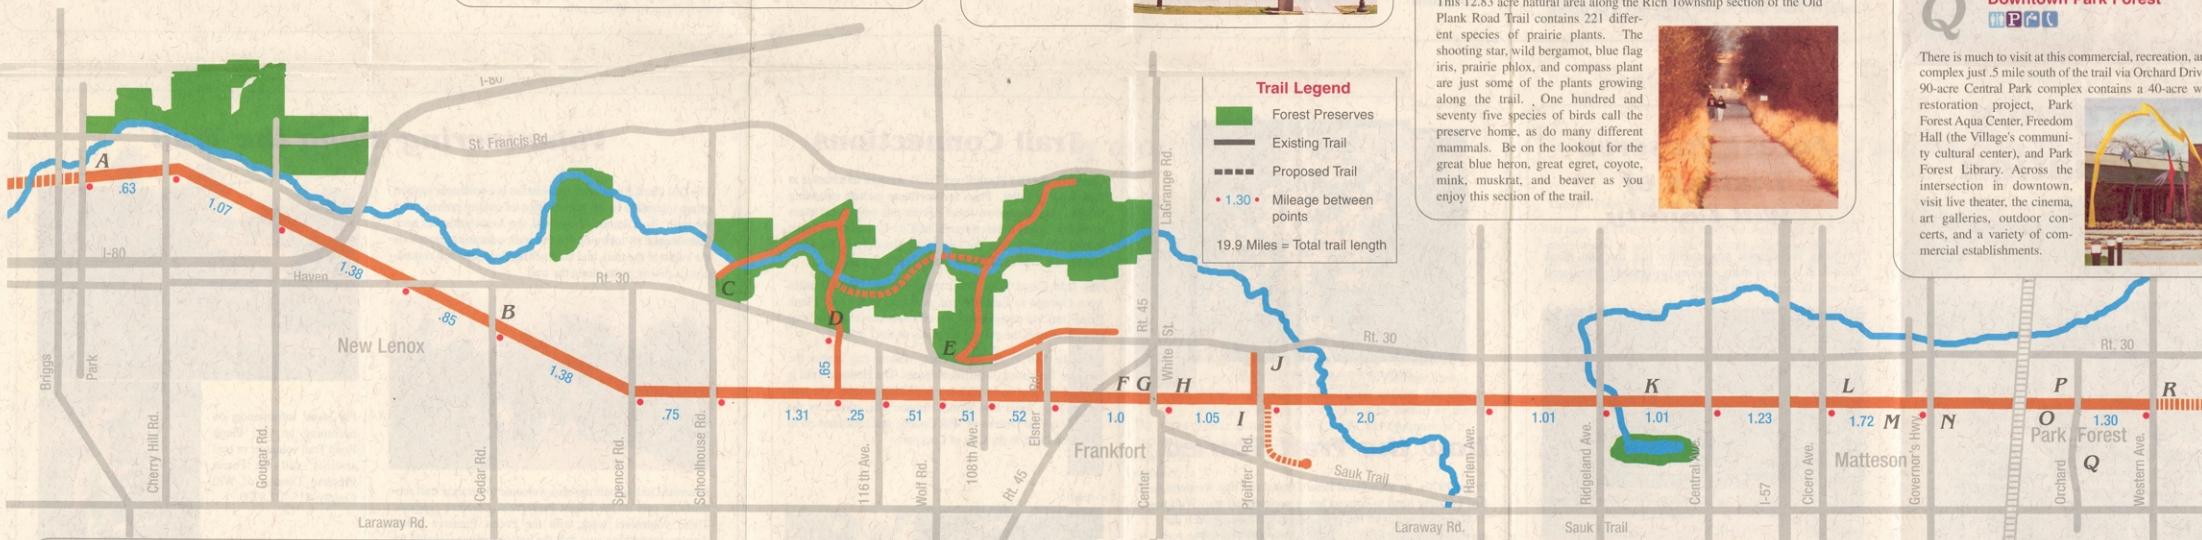 This 12.83 acre natural area along the Rich Township section of the Old
Plank Road Trail contains 221 differ-
ent species of prairie plants. The
shooting star, wild bergamot, blue flag
iris, prairie phlox, and compass plant
are just some of the plants growing
along the trail. . One hundred and
seventy five species of birds call the
preserve home, as do many different
mammals. Be on the lookout for the
great blue heron, great egret, coyote,
mink, muskrat, and beaver as you
enjoy this section of the trail.
Q
Downtown Park Forest
P
There is much to visit at this commercial, recreation,
complex just .5 mile south of the trail via Orchard
90-acre Central Park complex contains a 40-acre
restoration project, Park
Forest Aqua Center, Freedom
Hall (the Village's communi-
ty cultural center), and Park
Forest Library. Across the
intersection in downtown,
visit live theater, the cinema,
art galleries, outdoor con-
certs, and a variety of com-
mercial establishments.
Trail Legend
Forest Preserves
Existing Trail
Proposed Trail
• 1.30 • Mileage between
points
19.9 Miles = Total trail length
I-80
St. Francis Rd.
A
.63
1.07
I-80
Haven
1.38
Rt. 30
.85
B
1.38
New Lenox
Briggs
Park
Cherry Hill Rd.
Gougar Rd.
Cedar Rd.
Spencer Rd.
Schoolhouse Rd.
Laraway Rd.
C
D
E
.65
.75
1.31
.25
.51
.51
.52
1.0
116th Ave.
Wolf Rd.
108th Ave.
Elsner Rd.
Rt. 45
Frankfort
LaGrange Rd.
Rt. 45
White St.
Center
F G H
1.05
I
J
Pfeiffer Rd.
Sauk Trail
Rt. 30
2.0
Harlem Ave.
Laraway Rd.
1.01
K
1.01
1.23
L
1.72
M
N
Ridgeland Ave.
Central Ave.
I-57
Cicero Ave.
Matteson
Governor's Hwy.
Sauk Trail
Rt. 30
P
R
O
1.30
Park Forest
Q
Orchard
Western Ave.